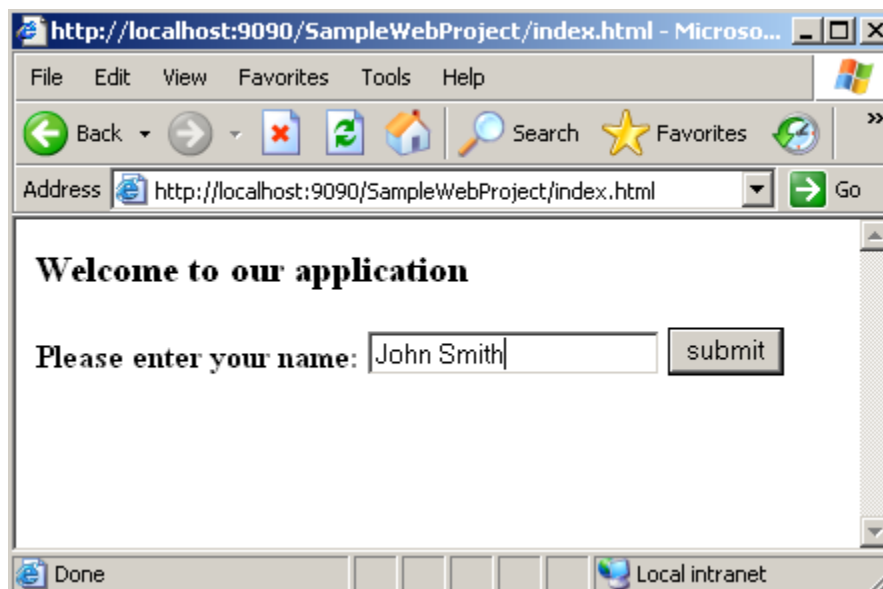 http://localhost:9090/SampleWebProject/index.html - Microso...
File Edit View Favorites Tools Help
Back Search Favorites »
Address http://localhost:9090/SampleWebProject/index.html Go
Welcome to our application
Please enter your name: John Smith submit
Done Local intranet